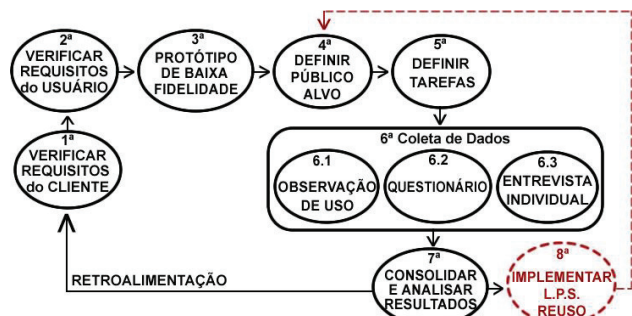 2ª
VERIFICAR
REQUISITOS
do USUÁRIO
3ª
PROTÓTIPO
DE BAIXA
FIDELIDADE
4ª
DEFINIR
PÚBLICO
ALVO
5ª
DEFINIR
TAREFAS
1ª
VERIFICAR
REQUISITOS
do CLIENTE
6ª Coleta de Dados
6.1
OBSERVAÇÃO
DE USO
6.2
QUESTIONÁRIO
6.3
ENTREVISTA
INDIVIDUAL
RETROALIMENTAÇÃO
7ª
CONSOLIDAR
E ANALISAR
RESULTADOS
8ª
IMPLEMENTAR
L.P.S.
REUSO